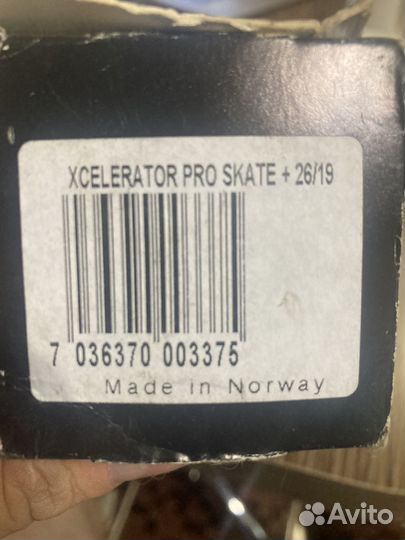 XCELERATOR PRO SKATE + 26/19
7 036370 003375
Made in Norway
Avito